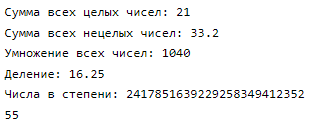 Сумма всех целых чисел: 21
Сумма всех нецелых чисел: 33.2
Умножение всех чисел: 1040
Деление: 16.25
Числа в степени: 2417851639229258349412352
55